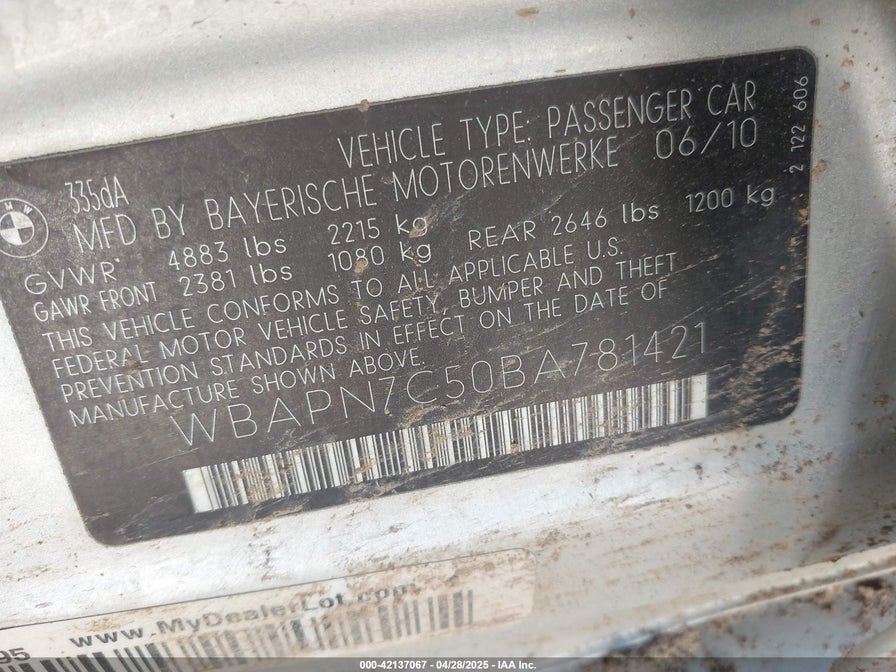 BMW
335dA
VEHICLE TYPE: PASSENGER CAR
MFD BY BAYERISCHE MOTORENWERKE 06/10
GVWR 4883 lbs 2215 kg
GAWR FRONT 2381 lbs 1080 kg REAR 2646 lbs 1200 kg
THIS VEHICLE CONFORMS TO ALL APPLICABLE U.S.
FEDERAL MOTOR VEHICLE SAFETY, BUMPER AND THEFT
PREVENTION STANDARDS IN EFFECT ON THE DATE OF
MANUFACTURE SHOWN ABOVE.
WBAPN7C50BA781421
2 122 606
95 www.MyDealerLot.com
000-42137067 - 04/28/2025 - IAA Inc.